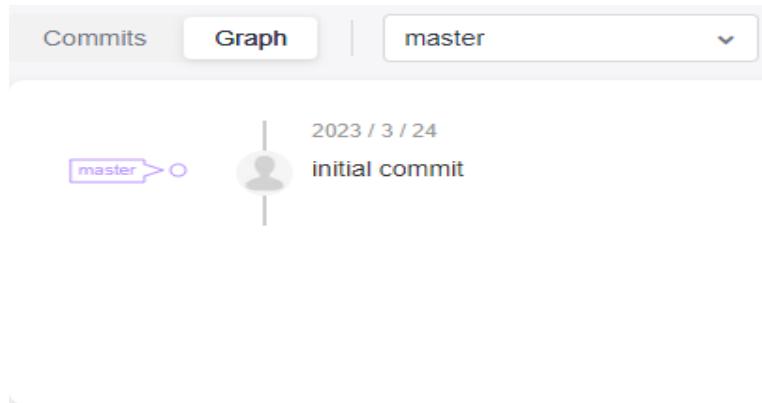 Commits Graph master
2023 / 3 / 24
master initial commit